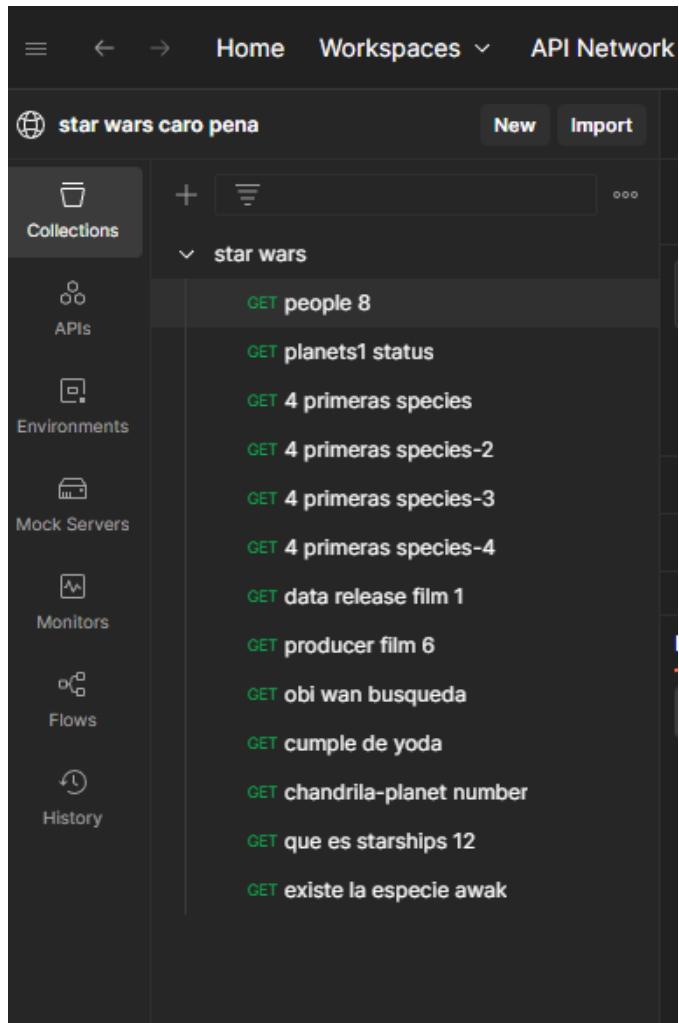 Home Workspaces API Network
star wars caro pena New Import
Collections
APIs
Environments
Mock Servers
Monitors
Flows
History
star wars
GET people 8
GET planets1 status
GET 4 primeras species
GET 4 primeras species-2
GET 4 primeras species-3
GET 4 primeras species-4
GET data release film 1
GET producer film 6
GET obi wan busqueda
GET cumple de yoda
GET chandrila-planet number
GET que es starships 12
GET existe la especie awak